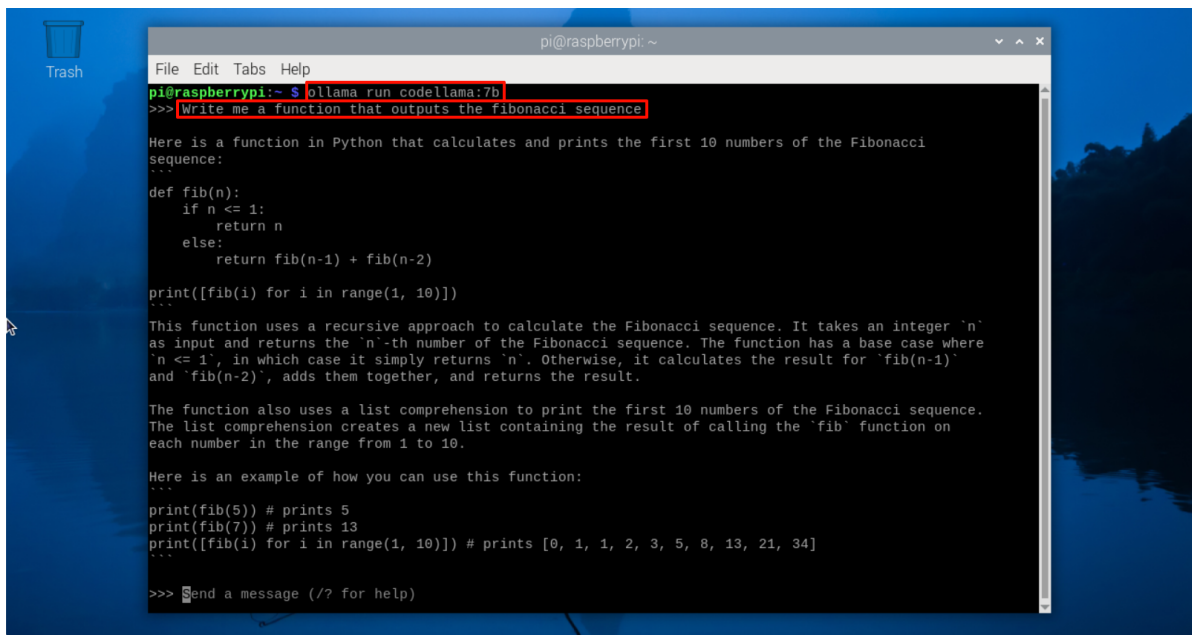 Trash
pi@raspberrypi: ~
File Edit Tabs Help
pi@raspberrypi:~ $ ollama run codellama:7b
>>> Write me a function that outputs the fibonacci sequence
Here is a function in Python that calculates and prints the first 10 numbers of the Fibonacci
sequence:
```
def fib(n):
    if n <= 1:
        return n
    else:
        return fib(n-1) + fib(n-2)
print([fib(i) for i in range(1, 10)])
```
This function uses a recursive approach to calculate the Fibonacci sequence. It takes an integer `n`
as input and returns the `n`-th number of the Fibonacci sequence. The function has a base case where
`n <= 1`, in which case it simply returns `n`. Otherwise, it calculates the result for `fib(n-1)`
and `fib(n-2)`, adds them together, and returns the result.
The function also uses a list comprehension to print the first 10 numbers of the Fibonacci sequence.
The list comprehension creates a new list containing the result of calling the `fib` function on
each number in the range from 1 to 10.
Here is an example of how you can use this function:
```
print(fib(5)) # prints 5
print(fib(7)) # prints 13
print([fib(i) for i in range(1, 10)]) # prints [0, 1, 1, 2, 3, 5, 8, 13, 21, 34]
```
>>> Send a message (/? for help)